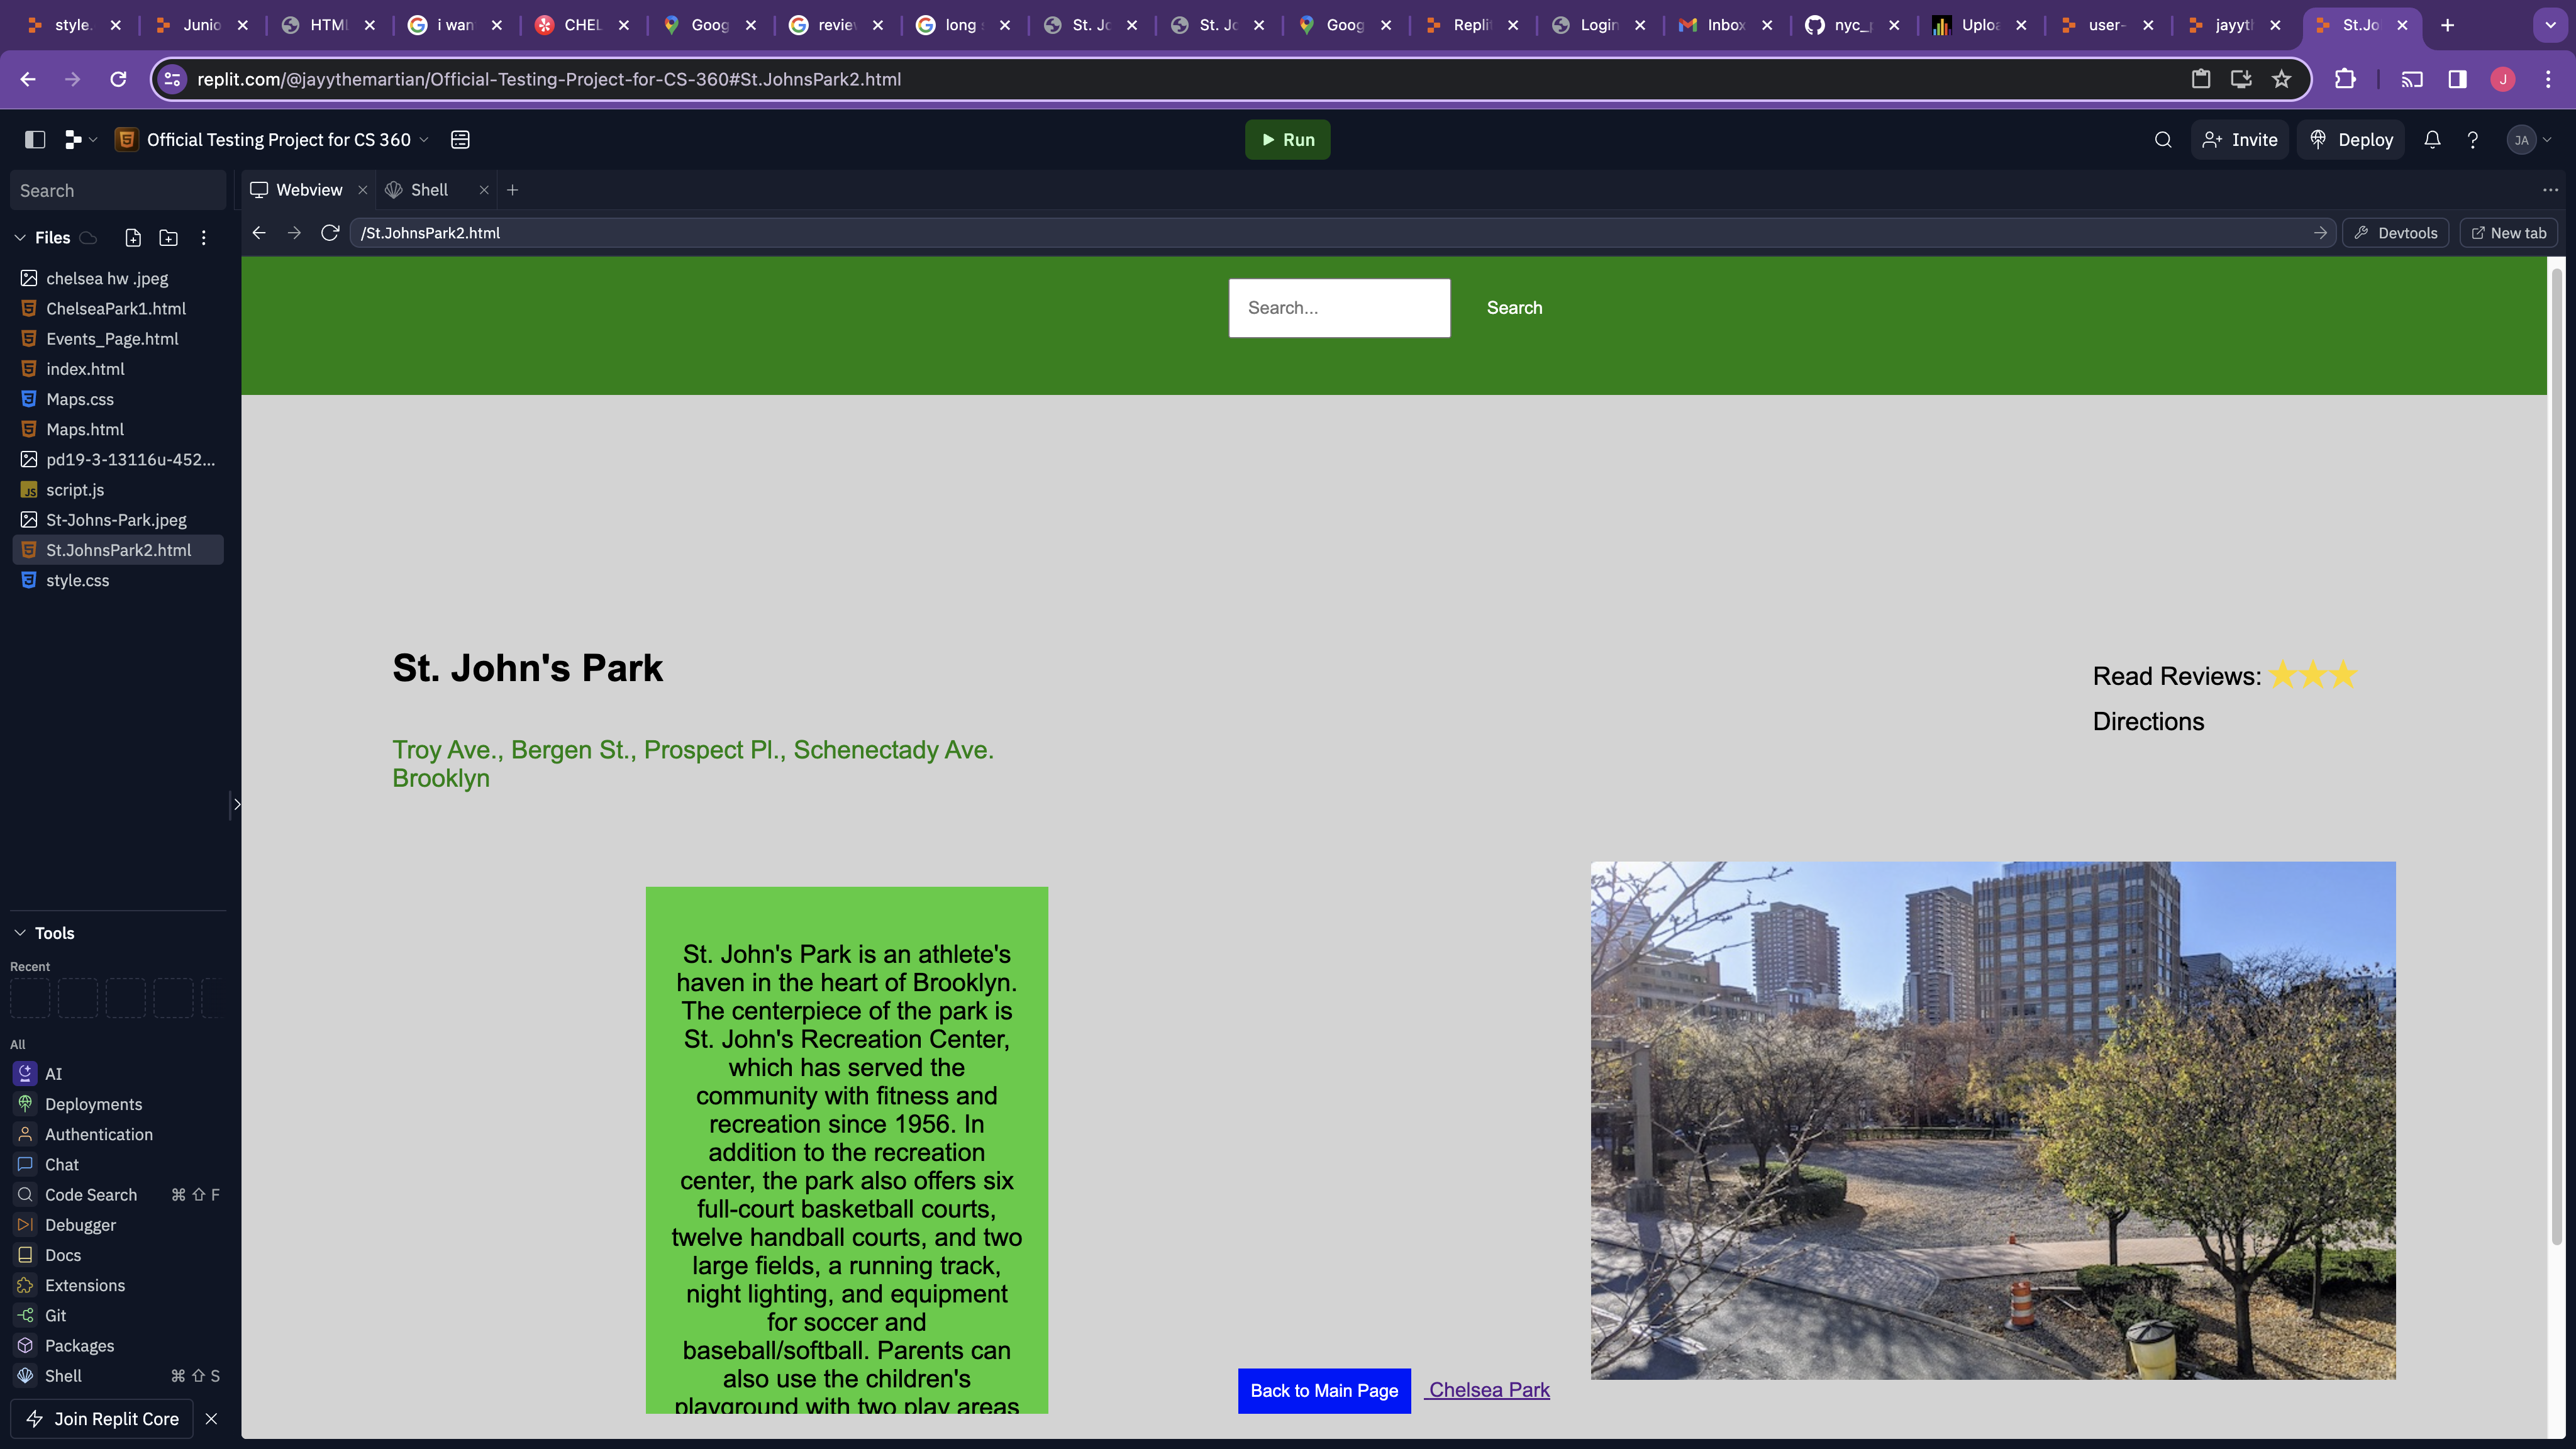 style.
Junio
HTML
i wan
CHEL
Goog
review
long
St. Jo
St. Jo
Goog
Replit
Login
Inbox
nyc_
Uploa
user-
jayyt
St.Jo
replit.com/@jayythemartian/Official-Testing-Project-for-CS-360#St.JohnsPark2.html
J
Official Testing Project for CS 360
Run
Invite
Deploy
JA
Search
Webview
Shell
Files
/St.JohnsPark2.html
Devtools
New tab
chelsea hw .jpeg
ChelseaPark1.html
Events_Page.html
index.html
Maps.css
Maps.html
pd19-3-13116u-452...
script.js
St-Johns-Park.jpeg
St.JohnsPark2.html
style.css
Tools
Recent
All
AI
Deployments
Authentication
Chat
Code Search ⌘ ⇧ F
Debugger
Docs
Extensions
Git
Packages
Shell ⌘ ⇧ S
Join Replit Core
Search...
Search
St. John's Park
Troy Ave., Bergen St., Prospect Pl., Schenectady Ave.
Brooklyn
Read Reviews: ★★★
Directions
St. John's Park is an athlete's
haven in the heart of Brooklyn.
The centerpiece of the park is
St. John's Recreation Center,
which has served the
community with fitness and
recreation since 1956. In
addition to the recreation
center, the park also offers six
full-court basketball courts,
twelve handball courts, and two
large fields, a running track,
night lighting, and equipment
for soccer and
baseball/softball. Parents can
also use the children's
playground with two play areas
Back to Main Page
Chelsea Park